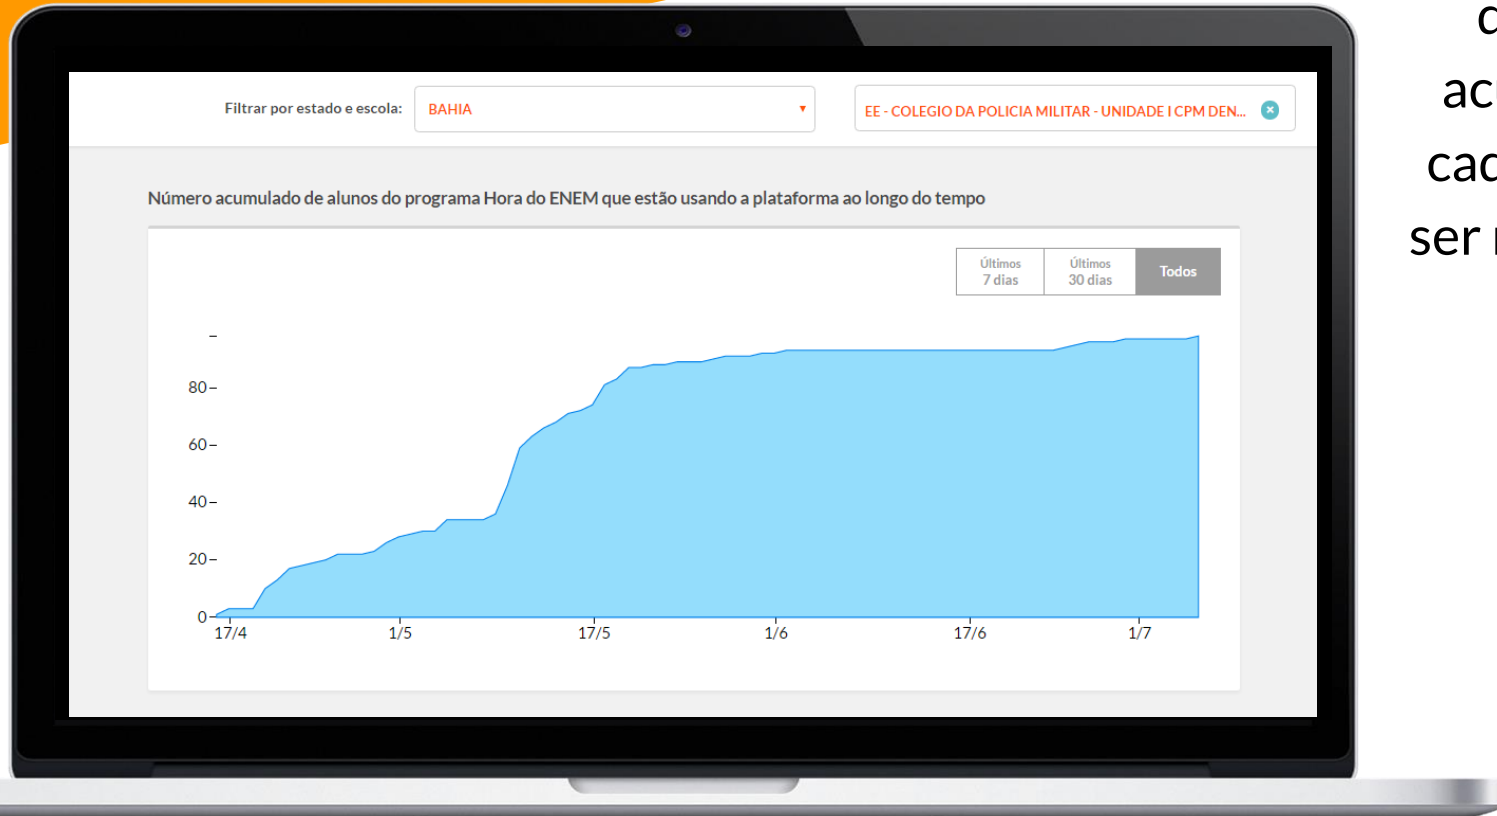 Filtrar por estado e escola:
BAHIA
EE - COLEGIO DA POLICIA MILITAR - UNIDADE I CPM DEN...
Número acumulado de alunos do programa Hora do ENEM que estão usando a plataforma ao longo do tempo
Últimos
7 dias
Últimos
30 dias
Todos
80
60
40
20
0
17/4
1/5
17/5
1/6
17/6
1/7
ser